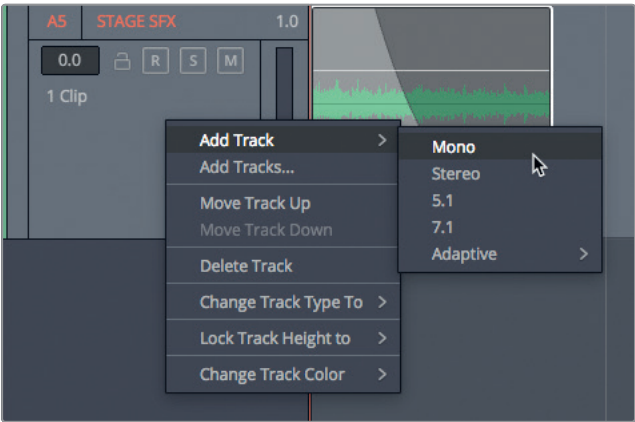 A5 STAGE SFX 1.0
0.0 R S M
1 Clip
Add Track
Add Tracks...
Move Track Up
Move Track Down
Delete Track
Change Track Type To
Lock Track Height to
Change Track Color
Mono
Stereo
5.1
7.1
Adaptive